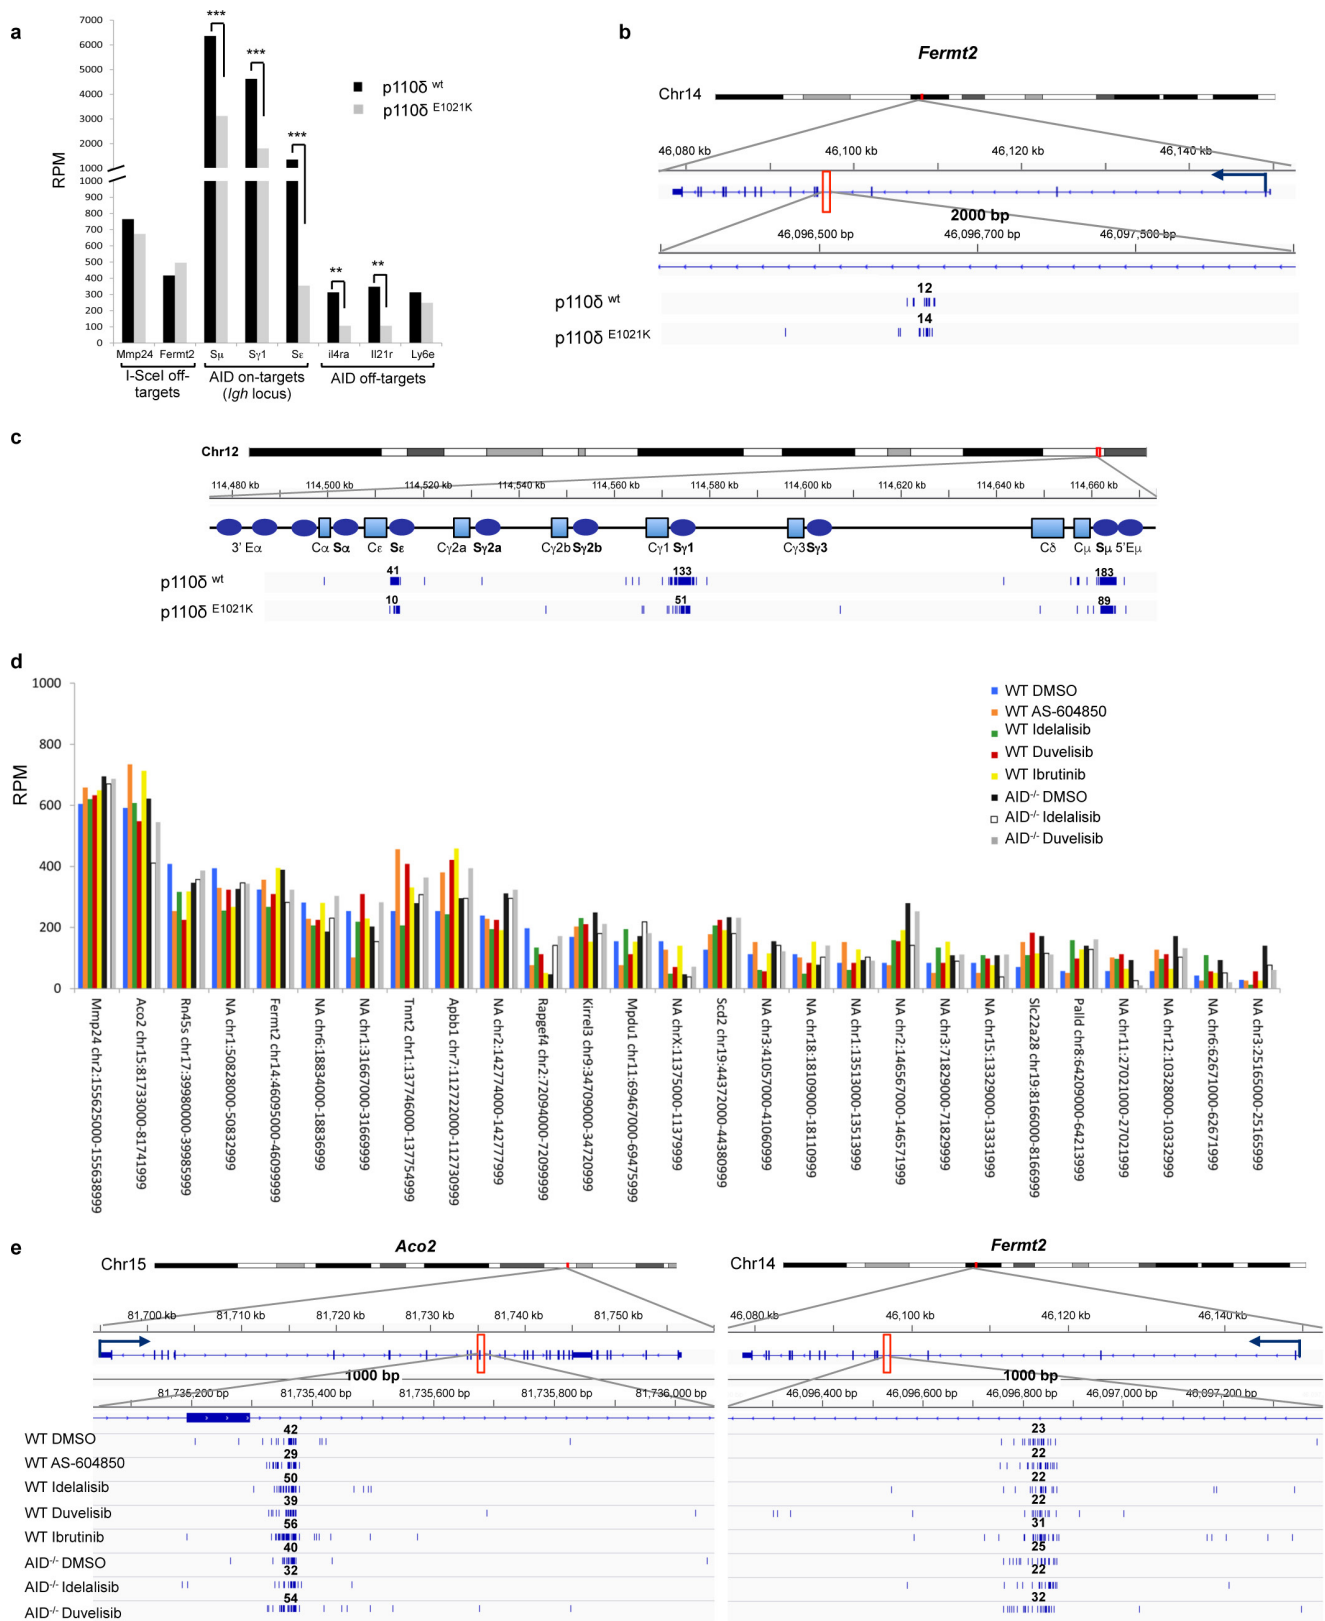 a
7000
6000
5000
4000
3000
2000
1000
1000
900
800
700
600
500
400
300
200
100
0
RPM
***
***
***
**
**
p110δ wt
p110δ E1021K
Mmp24 Fermt2 Sμ Sγ1 Sε il4ra Il21r Ly6e
I-SceI off-targets
AID on-targets (Igh locus)
AID off-targets
b
Fermt2
Chr14
46,080 kb 46,100 kb 46,120 kb 46,140 kb
2000 bp
46,096,500 bp 46,096,700 bp 46,097,500 bp
p110δ wt 12
p110δ E1021K 14
c
Chr12
114,480 kb 114,500 kb 114,520 kb 114,540 kb 114,560 kb 114,580 kb 114,600 kb 114,620 kb 114,640 kb 114,660 kb
3' Eα Cα Sα Cε Sε Cγ2a Sγ2a Cγ2b Sγ2b Cγ1 Sγ1 Cγ3 Sγ3 Cδ Cμ Sμ 5'Eμ
p110δ wt 41 133 183
p110δ E1021K 10 51 89
d
1000
800
600
400
200
0
RPM
WT DMSO
WT AS-604850
WT Idelalisib
WT Duvelisib
WT Ibrutinib
AID-/- DMSO
AID-/- Idelalisib
AID-/- Duvelisib
Mmp24 chr2:155625000-155638999
Aco2 chr15:81733000-81741999
Rn45s chr17:39980000-39985999
NA chr1:50828000-50832999
Fermt2 chr14:46095000-46099999
NA chr6:18834000-18836999
NA chr1:31667000-31669999
Tnnt2 chr1:137746000-137754999
Apbb1 chr7:112722000-112730999
NA chr2:142774000-142777999
Rapgef4 chr2:72094000-72099999
Kirrel3 chr9:34709000-34720999
Mpdu1 chr11:69467000-69475999
NA chrX:11375000-11379999
Scd2 chr19:44372000-44380999
NA chr3:41057000-41060999
NA chr18:18109000-18110999
NA chr1:13513000-13513999
NA chr2:146567000-146571999
NA chr3:71829000-71829999
NA chr15:13329000-13331999
Slc22a28 chr19:8166000-8166999
Palld chr8:64209000-64213999
NA chr11:27021000-27021999
NA chr12:10328000-10332999
NA chr6:62671000-62671999
NA chr3:25165000-25165999
e
Aco2
Chr15
81,700 kb 81,710 kb 81,720 kb 81,730 kb 81,740 kb 81,750 kb
1000 bp
81,735,200 bp 81,735,400 bp 81,735,600 bp 81,735,800 bp 81,736,000 bp
Fermt2
Chr14
46,080 kb 46,100 kb 46,120 kb 46,140 kb
1000 bp
46,096,400 bp 46,096,600 bp 46,096,800 bp 46,097,000 bp 46,097,200 bp
WT DMSO 42 23
WT AS-604850 29 22
WT Idelalisib 50 22
WT Duvelisib 39 22
WT Ibrutinib 56 31
AID-/- DMSO 40 25
AID-/- Idelalisib 32 22
AID-/- Duvelisib 54 32